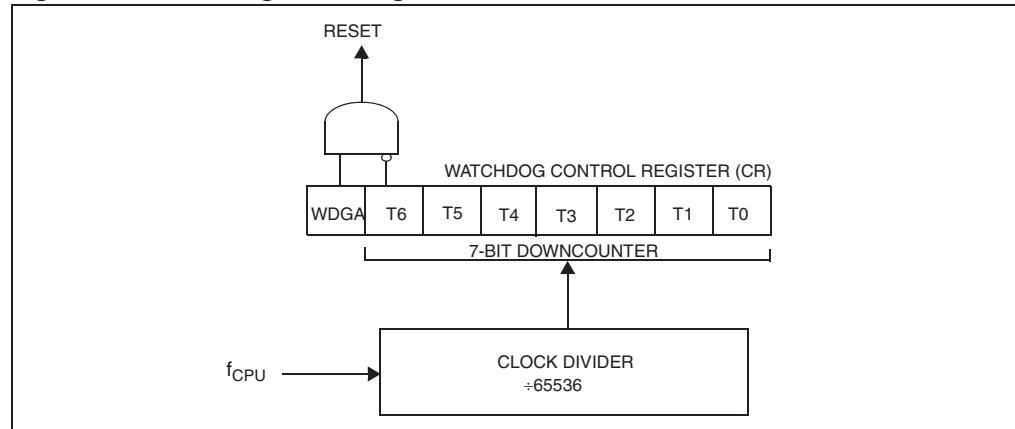 RESET
WATCHDOG CONTROL REGISTER (CR)
WDGA T6 T5 T4 T3 T2 T1 T0
7-BIT DOWNCOUNTER
fCPU
CLOCK DIVIDER
÷65536